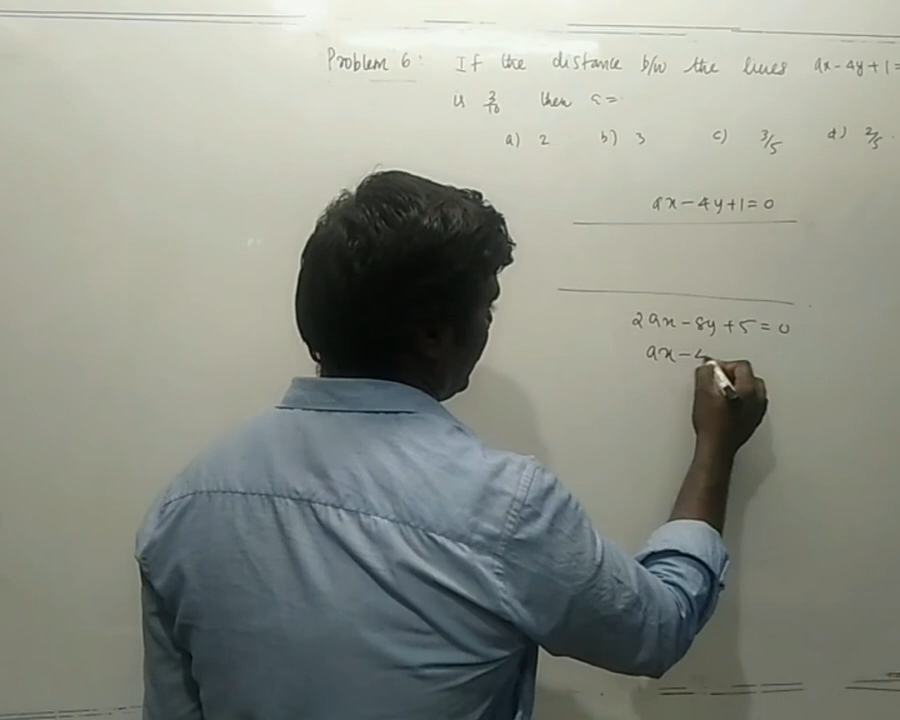 Problem 6: If the distance b/w the lines ax-4y+1=
is 3/10 then a=
a) 2 b) 3 c) 3/5 d) 2/5.
ax-4y+1=0
2ax-8y+5=0
ax-4